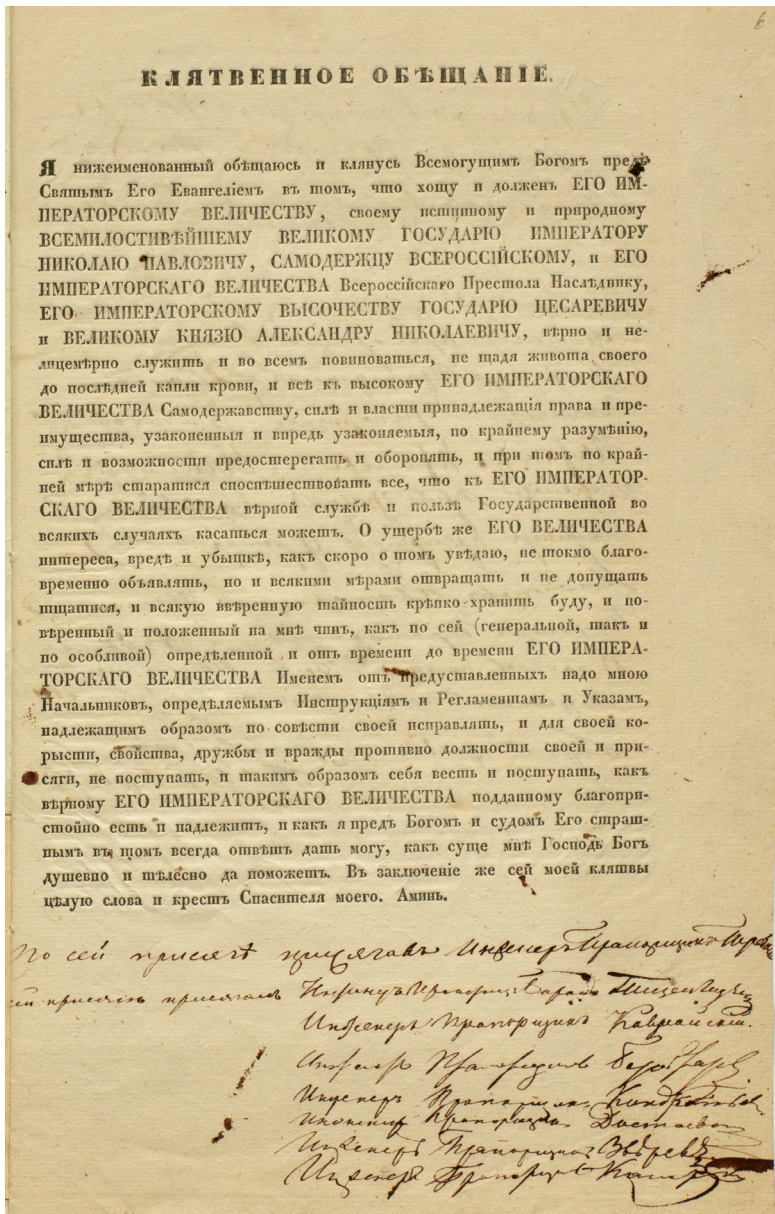 6
КЛЯТВЕННОЕ ОБѢЩАНІЕ.
Я нижеименованный обѣщаюсь и клянусь Всемогущимъ Богомъ предъ
Святымъ Его Евангеліемъ въ томъ, что хощу и долженъ ЕГО ИМ-
ПЕРАТОРСКОМУ ВЕЛИЧЕСТВУ, своему истинному и природному
ВСЕМИЛОСТИВѢЙШЕМУ ВЕЛИКОМУ ГОСУДАРЮ ИМПЕРАТОРУ
НИКОЛАЮ ПАВЛОВИЧУ, САМОДЕРЖЦУ ВСЕРОССІЙСКОМУ, и ЕГО
ИМПЕРАТОРСКАГО ВЕЛИЧЕСТВА Всероссійскаго Престола Наслѣднику,
ЕГО ИМПЕРАТОРСКОМУ ВЫСОЧЕСТВУ ГОСУДАРЮ ЦЕСАРЕВИЧУ
и ВЕЛИКОМУ КНЯЗЮ АЛЕКСАНДРУ НИКОЛАЕВИЧУ, вѣрно и не-
лицемѣрно служить и во всемъ повиноваться, не щадя живота своего
до послѣдней капли крови, и всѣ къ высокому ЕГО ИМПЕРАТОРСКАГО
ВЕЛИЧЕСТВА Самодержавству, силѣ и власти принадлежащія права и пре-
имущества, узаконенныя и впредь узаконяемыя, по крайнему разумѣнію,
силѣ и возможности предостерегать и оборонять, и при томъ по край-
ней мѣрѣ старатися споспѣшествовать все, что къ ЕГО ИМПЕРАТОР-
СКАГО ВЕЛИЧЕСТВА вѣрной службѣ и пользѣ Государственной во
всякихъ случаяхъ касаться можетъ. О ущербѣ же ЕГО ВЕЛИЧЕСТВА
интереса, вредѣ и убыткѣ, какъ скоро о томъ увѣдаю, не токмо благо-
временно объявлять, но и всякими мѣрами отвращать и не допущать
тщатися, и всякую ввѣренную тайность крѣпко хранить буду, и по-
вѣренный и положенный на мнѣ чинъ, какъ по сей (генеральной, такъ и
по особливой) опредѣленной и отъ времени до времени ЕГО ИМПЕРА-
ТОРСКАГО ВЕЛИЧЕСТВА Именемъ отъ предуставленныхъ надо мною
Начальниковъ, опредѣляемымъ Инструкціямъ и Регламентамъ и Указамъ,
надлежащимъ образомъ по совѣсти своей исправлять, и для своей ко-
рысти, свойства, дружбы и вражды противно должности своей и при-
сяги, не поступать, и такимъ образомъ себя весть и поступать, какъ
вѣрному ЕГО ИМПЕРАТОРСКАГО ВЕЛИЧЕСТВА подданному благопри-
стойно есть и надлежитъ, и какъ я предъ Богомъ и судомъ Его страш-
нымъ въ томъ всегда отвѣтъ дать могу, какъ суще мнѣ Господь Богъ
душевно и тѣлесно да поможетъ. Въ заключеніе же сей моей клятвы
цѣлую слова и крестъ Спасителя моего. Аминь.
По сей присягѣ присягалъ Инженеръ Прапорщикъ
сей присягѣ присягалъ Инженеръ Прапорщ:
Инженеръ Прапорщикъ Каврайскій.
Инженеръ Прапорщикъ
Инженеръ Прапорщикъ
Инженеръ Прапорщикъ
Инженеръ Прапорщикъ Звѣревъ
Инженеръ Прапорщикъ